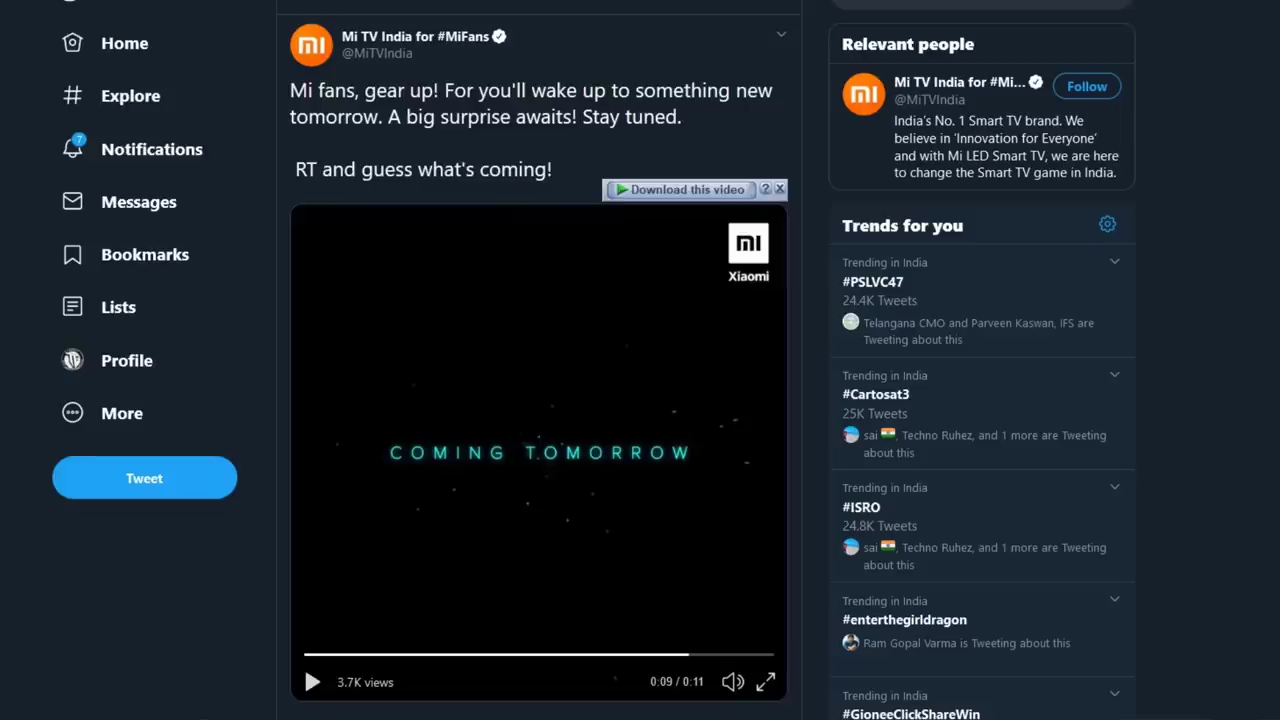 Home
Explore
7
Notifications
Messages
Bookmarks
Lists
Profile
More
Tweet
mi
Mi TV India for #MiFans
@MiTVIndia
Mi fans, gear up! For you'll wake up to something new
tomorrow. A big surprise awaits! Stay tuned.
RT and guess what's coming!
Download this video ? X
mi
Xiaomi
COMING TOMORROW
3.7K views
0:09 / 0:11
Relevant people
mi
Mi TV India for #Mi...
@MiTVIndia
Follow
India's No. 1 Smart TV brand. We
believe in 'Innovation for Everyone'
and with Mi LED Smart TV, we are here
to change the Smart TV game in India.
Trends for you
Trending in India
#PSLVC47
24.4K Tweets
Telangana CMO and Parveen Kaswan, IFS are
Tweeting about this
Trending in India
#Cartosat3
25K Tweets
sai 🇮🇳, Techno Ruhez, and 1 more are Tweeting
about this
Trending in India
#ISRO
24.8K Tweets
sai 🇮🇳, Techno Ruhez, and 1 more are Tweeting
about this
Trending in India
#enterthegirldragon
Ram Gopal Varma is Tweeting about this
Trending in India
#GioneeClickShareWin